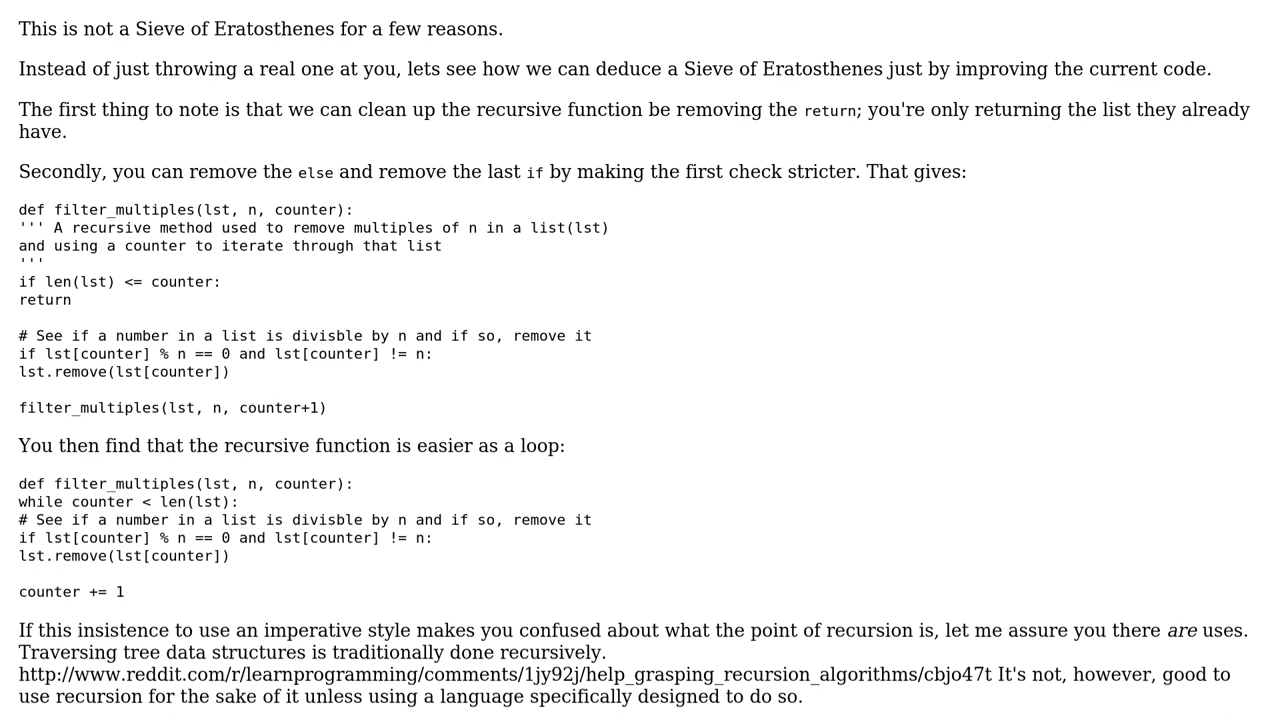 This is not a Sieve of Eratosthenes for a few reasons.
Instead of just throwing a real one at you, lets see how we can deduce a Sieve of Eratosthenes just by improving the current code.
The first thing to note is that we can clean up the recursive function be removing the return; you're only returning the list they already
have.
Secondly, you can remove the else and remove the last if by making the first check stricter. That gives:
def filter_multiples(lst, n, counter):
''' A recursive method used to remove multiples of n in a list(lst)
and using a counter to iterate through that list
'''
if len(lst) <= counter:
return
# See if a number in a list is divisble by n and if so, remove it
if lst[counter] % n == 0 and lst[counter] != n:
lst.remove(lst[counter])
filter_multiples(lst, n, counter+1)
You then find that the recursive function is easier as a loop:
def filter_multiples(lst, n, counter):
while counter < len(lst):
# See if a number in a list is divisble by n and if so, remove it
if lst[counter] % n == 0 and lst[counter] != n:
lst.remove(lst[counter])
counter += 1
If this insistence to use an imperative style makes you confused about what the point of recursion is, let me assure you there are uses.
Traversing tree data structures is traditionally done recursively.
http://www.reddit.com/r/learnprogramming/comments/1jy92j/help_grasping_recursion_algorithms/cbjo47t It's not, however, good to
use recursion for the sake of it unless using a language specifically designed to do so.